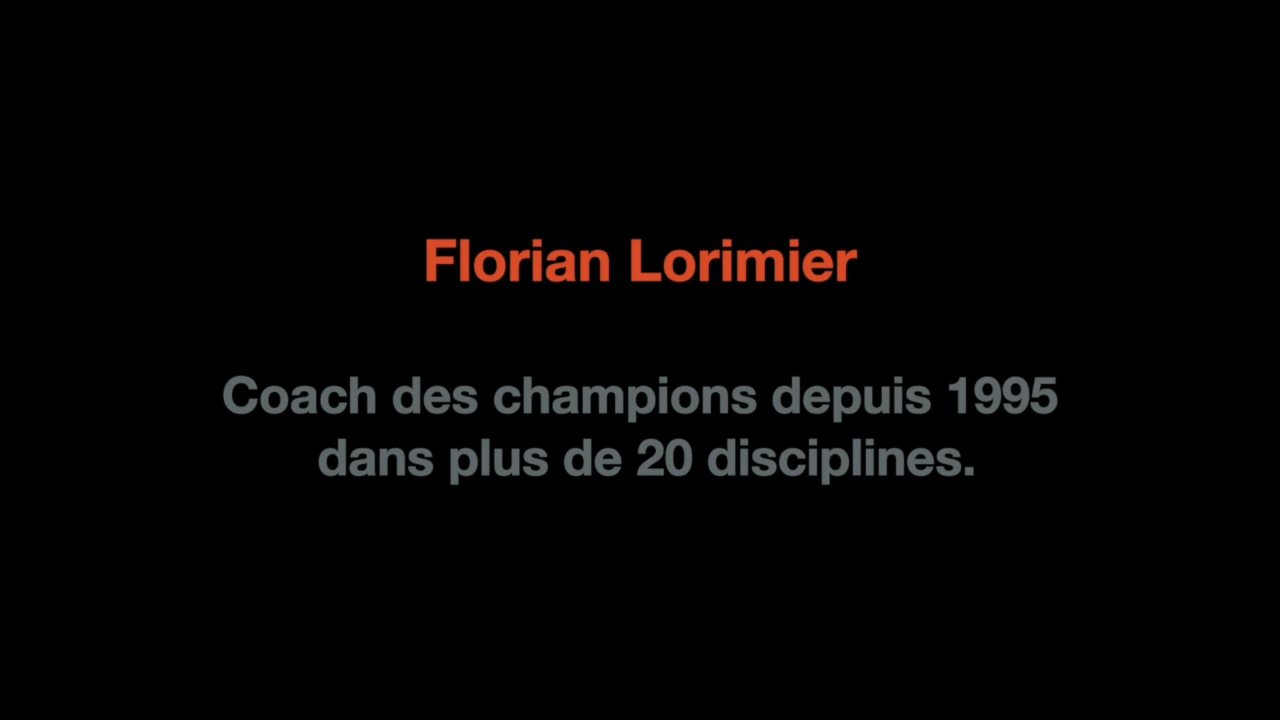 Florian Lorimier
Coach des champions depuis 1995
dans plus de 20 disciplines.